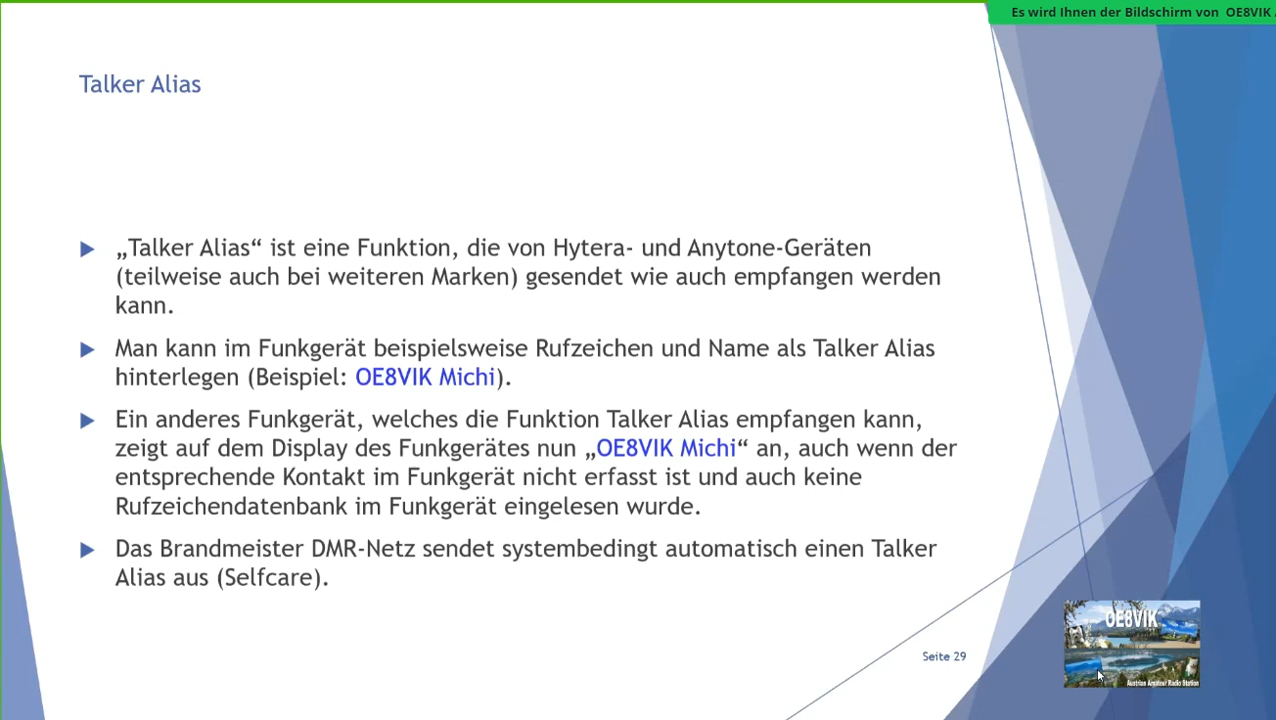 Es wird Ihnen der Bildschirm von OE8VIK
Talker Alias
„Talker Alias“ ist eine Funktion, die von Hytera- und Anytone-Geräten
(teilweise auch bei weiteren Marken) gesendet wie auch empfangen werden
kann.
Man kann im Funkgerät beispielsweise Rufzeichen und Name als Talker Alias
hinterlegen (Beispiel: OE8VIK Michi).
Ein anderes Funkgerät, welches die Funktion Talker Alias empfangen kann,
zeigt auf dem Display des Funkgerätes nun „OE8VIK Michi“ an, auch wenn der
entsprechende Kontakt im Funkgerät nicht erfasst ist und auch keine
Rufzeichendatenbank im Funkgerät eingelesen wurde.
Das Brandmeister DMR-Netz sendet systembedingt automatisch einen Talker
Alias aus (Selfcare).
Seite 29
OE8VIK
Austrian Amateur Radio Station